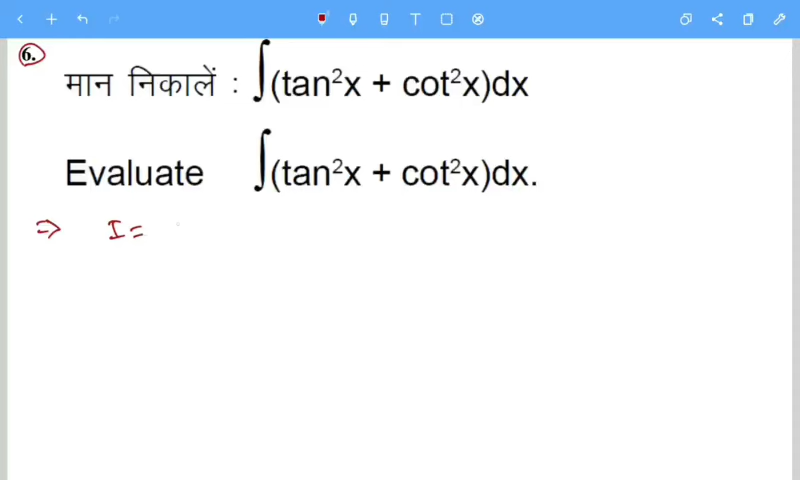 6.
मान निकालें : ∫(tan²x + cot²x)dx
Evaluate ∫(tan²x + cot²x)dx.
⇒ I =